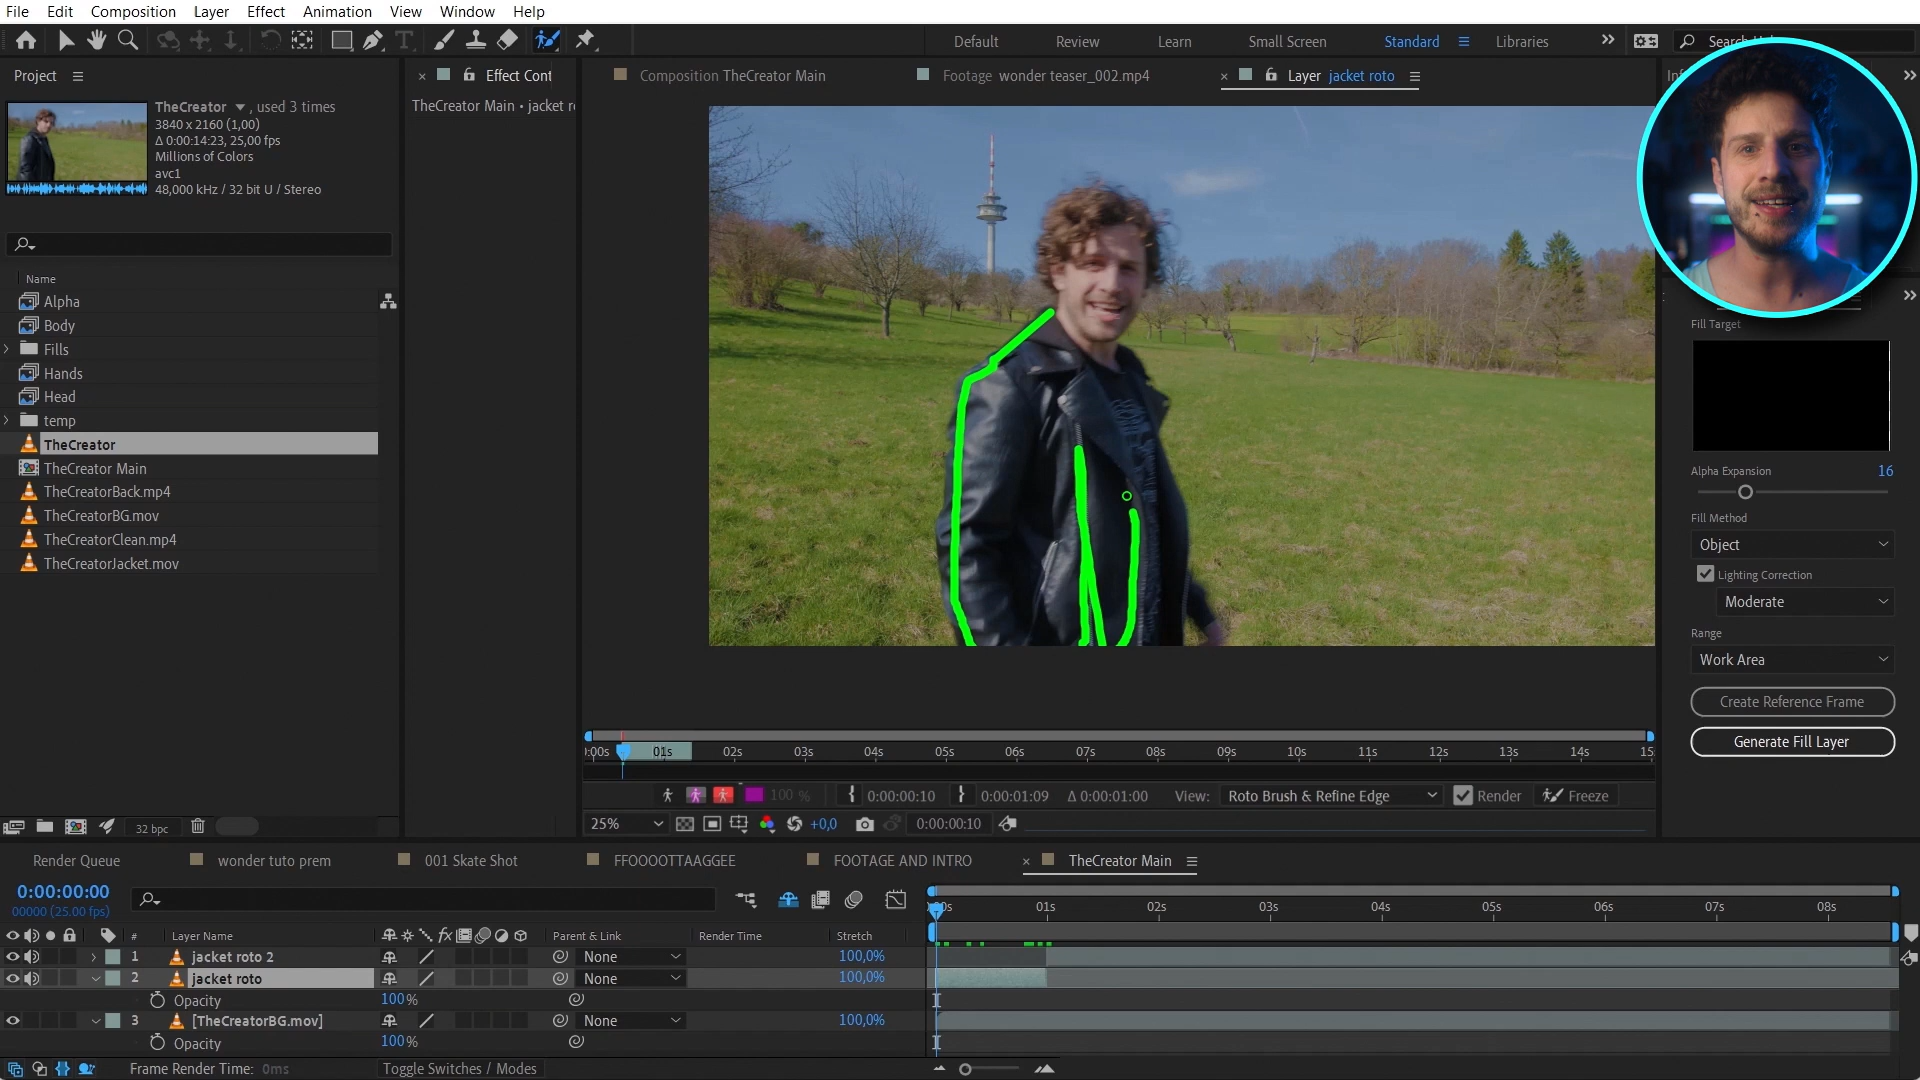 File Edit Composition Layer Effect Animation View Window Help
Default Review Learn Small Screen Standard Libraries
Project
Effect Cont
Composition TheCreator Main
Footage wonder teaser_002.mp4
Layer jacket roto
TheCreator , used 3 times
3840 x 2160 (1,00)
Δ 0:00:14:23, 25,00 fps
Millions of Colors
avc1
48,000 kHz / 32 bit U / Stereo
TheCreator Main • jacket r
Name
Alpha
Body
Fills
Hands
Head
temp
TheCreator
TheCreator Main
TheCreatorBack.mp4
TheCreatorBG.mov
TheCreatorClean.mp4
TheCreatorJacket.mov
Fill Target
Alpha Expansion 16
Fill Method
Object
Lighting Correction
Moderate
Range
Work Area
Create Reference Frame
Generate Fill Layer
:00s 01s 02s 03s 04s 05s 06s 07s 08s 09s 10s 11s 12s 13s 14s 15
100 % 0:00:00:10 0:00:01:09 Δ 0:00:01:00 View: Roto Brush & Refine Edge Render Freeze
25% +0,0 0:00:00:10
32 bpc
Render Queue wonder tuto prem 001 Skate Shot FFOOOOTTAAGGEE FOOTAGE AND INTRO TheCreator Main
0:00:00:00
00000 (25.00 fps)
00s 01s 02s 03s 04s 05s 06s 07s 08s
# Layer Name fx Parent & Link Render Time Stretch
1 jacket roto 2 None 100,0%
2 jacket roto None 100,0%
Opacity 100 %
3 [TheCreatorBG.mov] None 100,0%
Opacity 100 %
Frame Render Time: 0ms Toggle Switches / Modes